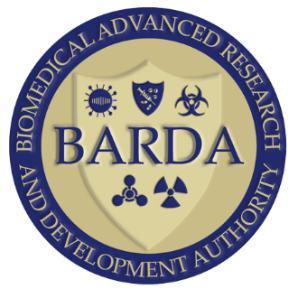 BIOMEDICAL ADVANCED RESEARCH
BARDA
AND DEVELOPMENT AUTHORITY